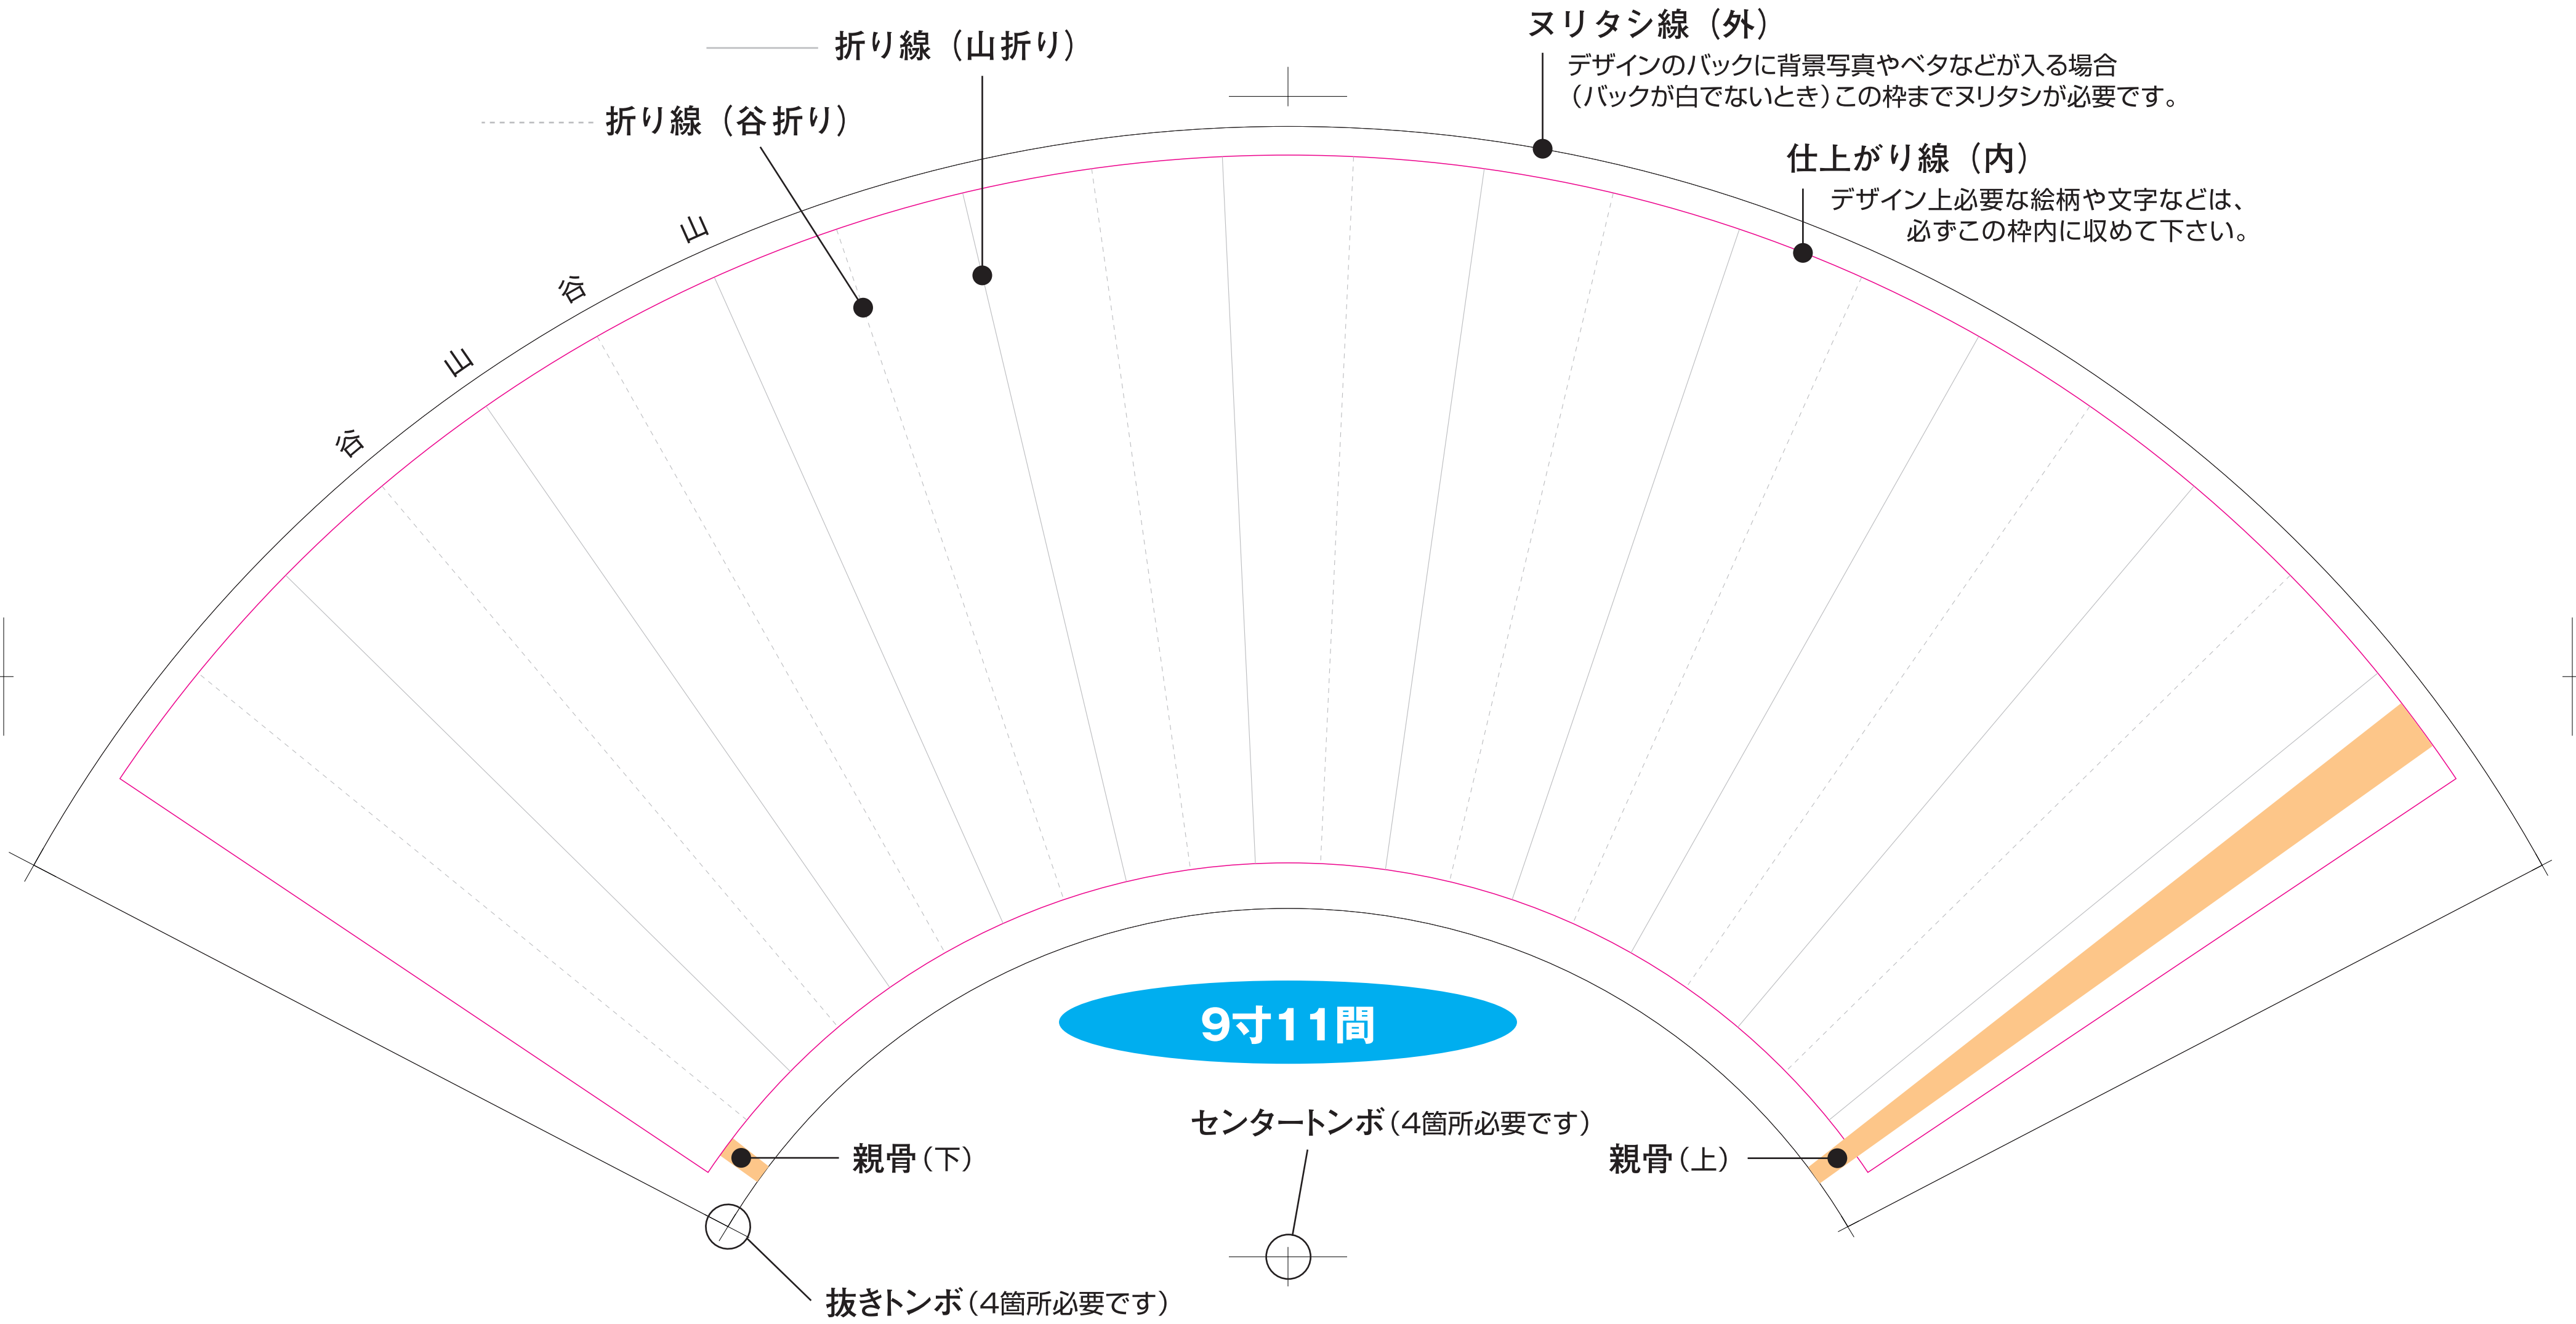 ヌリタシ線（外）
折り線（山折り）
デザインのバックに背景写真やベタなどが入る場合
（バックが白でないとき）この枠までヌリタシが必要です。
折り線（谷折り）
仕上がり線（内）
デザイン上必要な絵柄や文字などは、
必ずこの枠内に収めて下さい。
山
谷
山
谷
9寸11間
センタートンボ（4箇所必要です）
親骨（下）
親骨（上）
抜きトンボ（4箇所必要です）